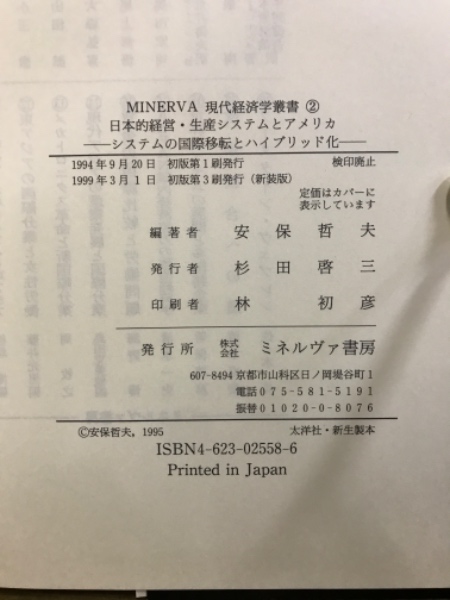 MINERVA 現代経済学叢書 ②
日本的経営・生産システムとアメリカ
――システムの国際移転とハイブリッド化――
1994年9月20日 初版第1刷発行 検印廃止
1999年3月1日 初版第3刷発行(新装版)
定価はカバーに
表示しています
編著者 安保哲夫
発行者 杉田啓三
印刷者 林初彦
発行所 株式会社 ミネルヴァ書房
607-8494 京都市山科区日ノ岡堤谷町1
電話075-581-5191
振替01020-0-8076
©安保哲夫, 1995 太洋社・新生製本
ISBN4-623-02558-6
Printed in Japan